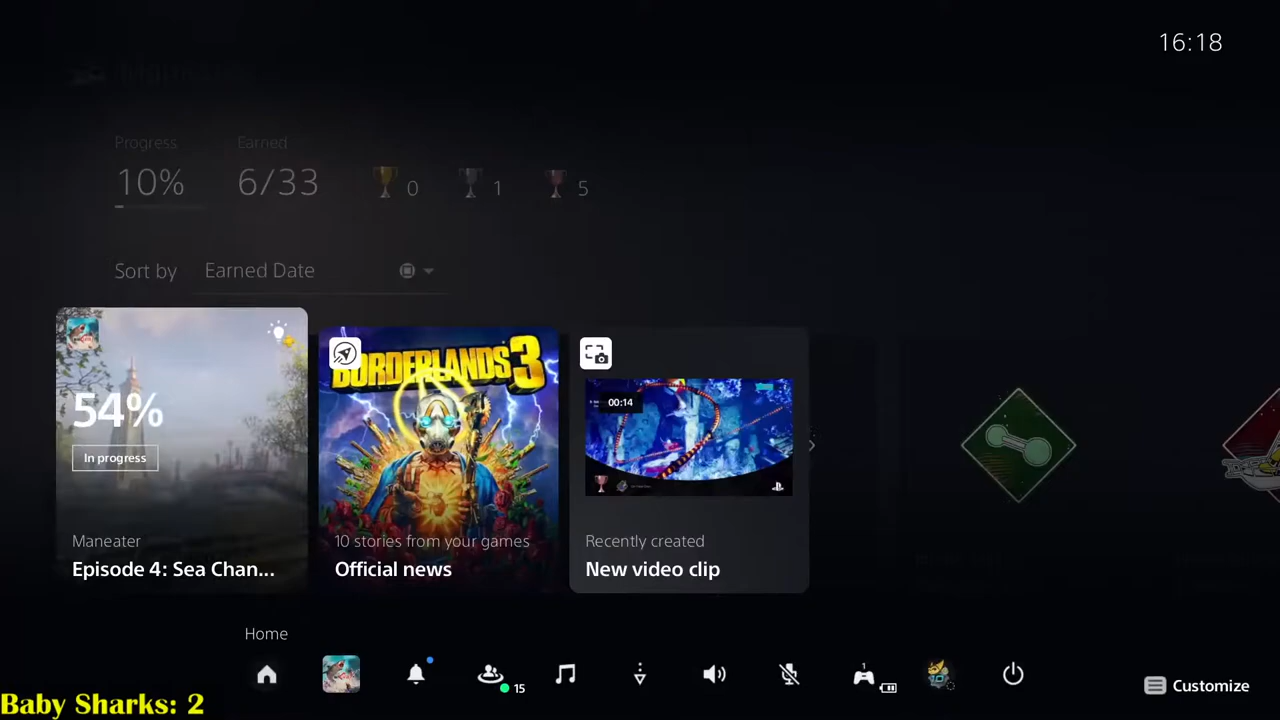 16:18
Progress
Earned
10%
6/33
0
1
5
Sort by
Earned Date
BORDERLANDS 3
54%
In progress
00:14
Maneater
Episode 4: Sea Chan...
10 stories from your games
Official news
Recently created
New video clip
Home
15
1
Customize
Baby Sharks: 2